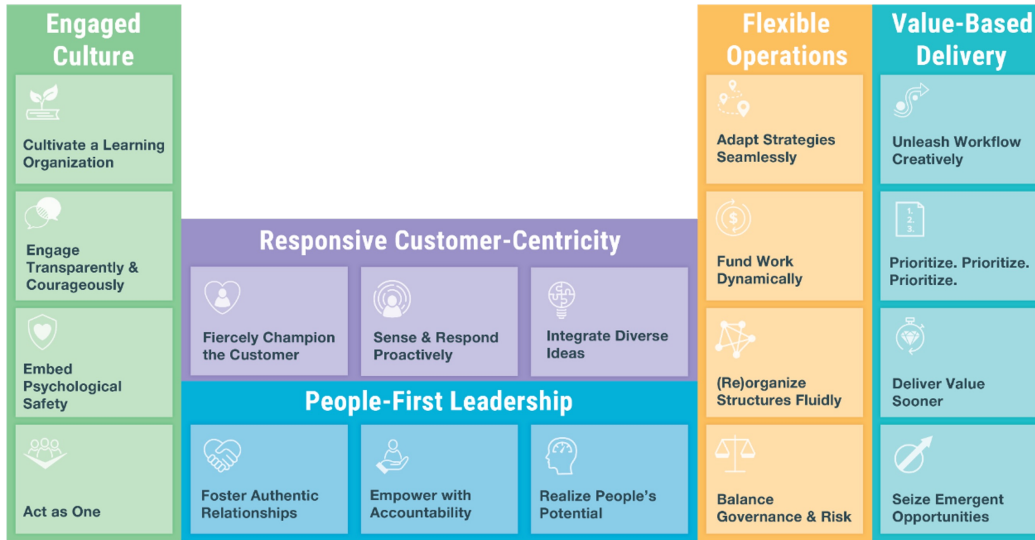 Engaged
Culture
Cultivate a Learning
Organization
Engage
Transparently &
Courageously
Embed
Psychological
Safety
Act as One
Responsive Customer-Centricity
Fiercely Champion
the Customer
Sense & Respond
Proactively
Integrate Diverse
Ideas
People-First Leadership
Foster Authentic
Relationships
Empower with
Accountability
Realize People's
Potential
Flexible
Operations
Adapt Strategies
Seamlessly
$
Fund Work
Dynamically
(Re)organize
Structures Fluidly
Balance
Governance & Risk
Value-Based
Delivery
Unleash Workflow
Creatively
1.
2.
3.
Prioritize. Prioritize.
Prioritize.
Deliver Value
Sooner
Seize Emergent
Opportunities